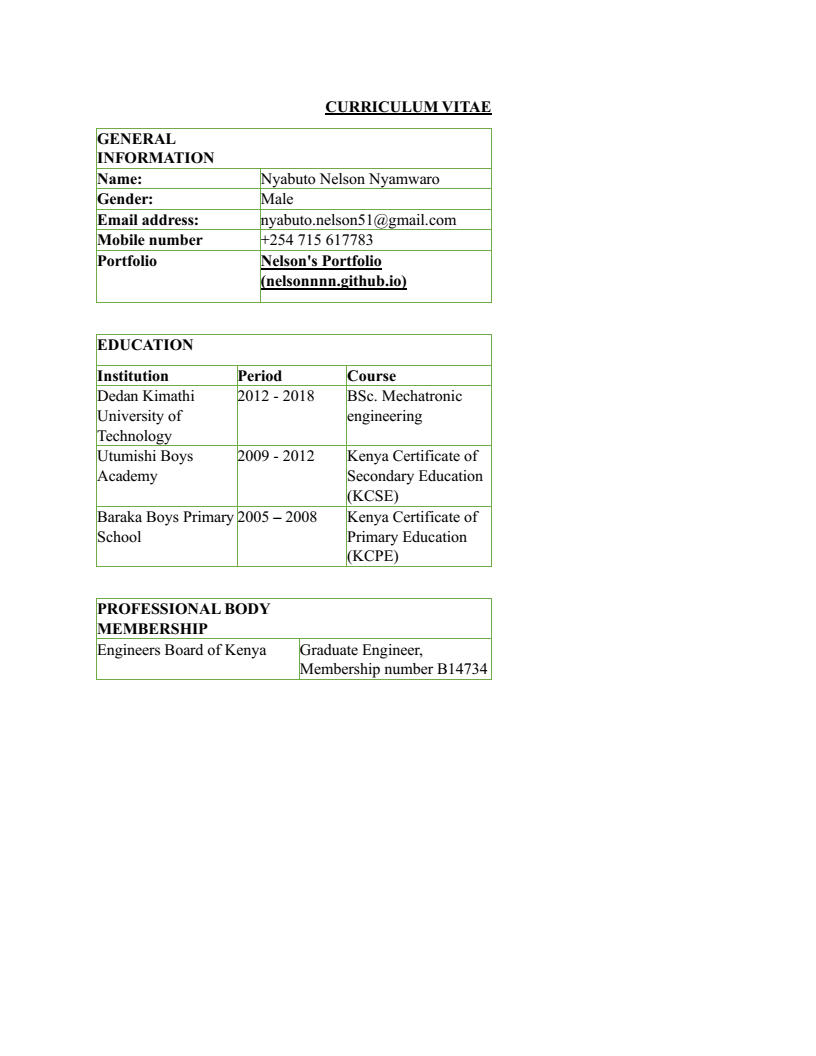 CURRICULUM VITAE
GENERAL
INFORMATION
Name: Nyabuto Nelson Nyamwaro
Gender: Male
Email address: nyabuto.nelson51@gmail.com
Mobile number +254 715 617783
Portfolio Nelson's Portfolio
(nelsonnnn.github.io)
EDUCATION
Institution Period Course
Dedan Kimathi 2012 - 2018 BSc. Mechatronic
University of engineering
Technology
Utumishi Boys 2009 - 2012 Kenya Certificate of
Academy Secondary Education
(KCSE)
Baraka Boys Primary 2005 – 2008 Kenya Certificate of
School Primary Education
(KCPE)
PROFESSIONAL BODY
MEMBERSHIP
Engineers Board of Kenya Graduate Engineer,
Membership number B14734